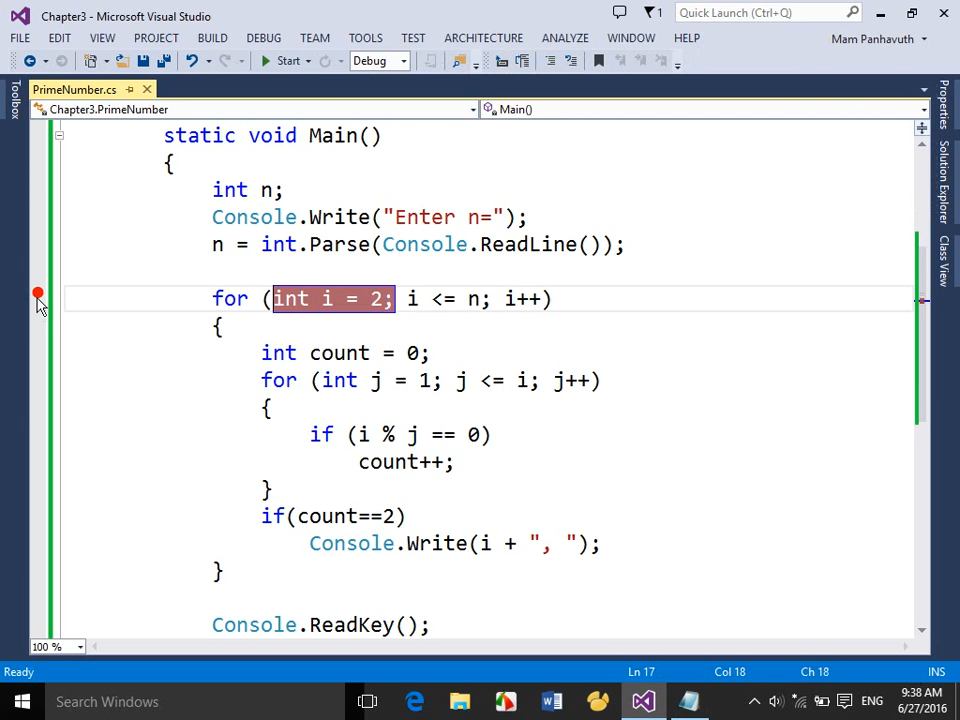 Chapter3 - Microsoft Visual Studio
1
Quick Launch (Ctrl+Q)
FILE EDIT VIEW PROJECT BUILD DEBUG TEAM TOOLS TEST ARCHITECTURE ANALYZE WINDOW HELP
Mam Panhavuth
Start
Debug
Toolbox
PrimeNumber.cs
Chapter3.PrimeNumber
Main()
Properties
Solution Explorer
Class View
static void Main()
{
int n;
Console.Write("Enter n=");
n = int.Parse(Console.ReadLine());
for (int i = 2; i <= n; i++)
{
int count = 0;
for (int j = 1; j <= i; j++)
{
if (i % j == 0)
count++;
}
if(count==2)
Console.Write(i + ", ");
}
Console.ReadKey();
100 %
Ready
Ln 17
Col 18
Ch 18
INS
Search Windows
ENG
9:38 AM
6/27/2016